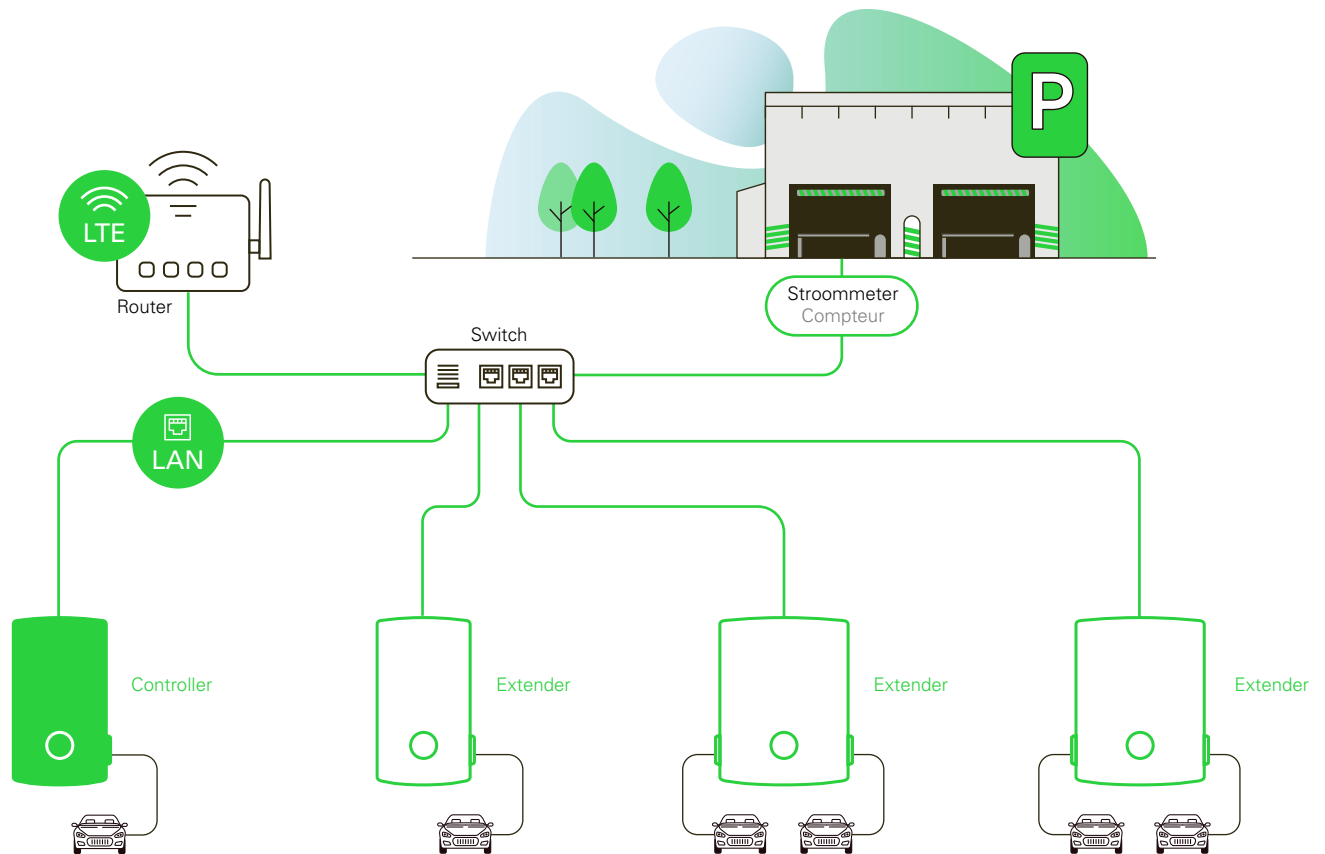 P
LTE
Router
Stroommeter
Compteur
Switch
LAN
Controller
Extender
Extender
Extender